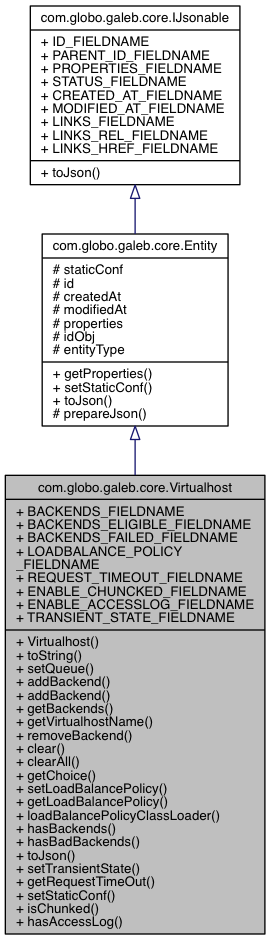 com.globo.galeb.core.IJsonable
+ ID_FIELDNAME
+ PARENT_ID_FIELDNAME
+ PROPERTIES_FIELDNAME
+ STATUS_FIELDNAME
+ CREATED_AT_FIELDNAME
+ MODIFIED_AT_FIELDNAME
+ LINKS_FIELDNAME
+ LINKS_REL_FIELDNAME
+ LINKS_HREF_FIELDNAME
+ toJson()
com.globo.galeb.core.Entity
# staticConf
# id
# createdAt
# modifiedAt
# properties
# idObj
# entityType
+ getProperties()
+ setStaticConf()
+ toJson()
# prepareJson()
com.globo.galeb.core.Virtualhost
+ BACKENDS_FIELDNAME
+ BACKENDS_ELIGIBLE_FIELDNAME
+ BACKENDS_FAILED_FIELDNAME
+ LOADBALANCE_POLICY
_FIELDNAME
+ REQUEST_TIMEOUT_FIELDNAME
+ ENABLE_CHUNCKED_FIELDNAME
+ ENABLE_ACCESSLOG_FIELDNAME
+ TRANSIENT_STATE_FIELDNAME
+ Virtualhost()
+ toString()
+ setQueue()
+ addBackend()
+ addBackend()
+ getBackends()
+ getVirtualhostName()
+ removeBackend()
+ clear()
+ clearAll()
+ getChoice()
+ setLoadBalancePolicy()
+ getLoadBalancePolicy()
+ loadBalancePolicyClassLoader()
+ hasBackends()
+ hasBadBackends()
+ toJson()
+ setTransientState()
+ getRequestTimeOut()
+ setStaticConf()
+ isChunked()
+ hasAccessLog()